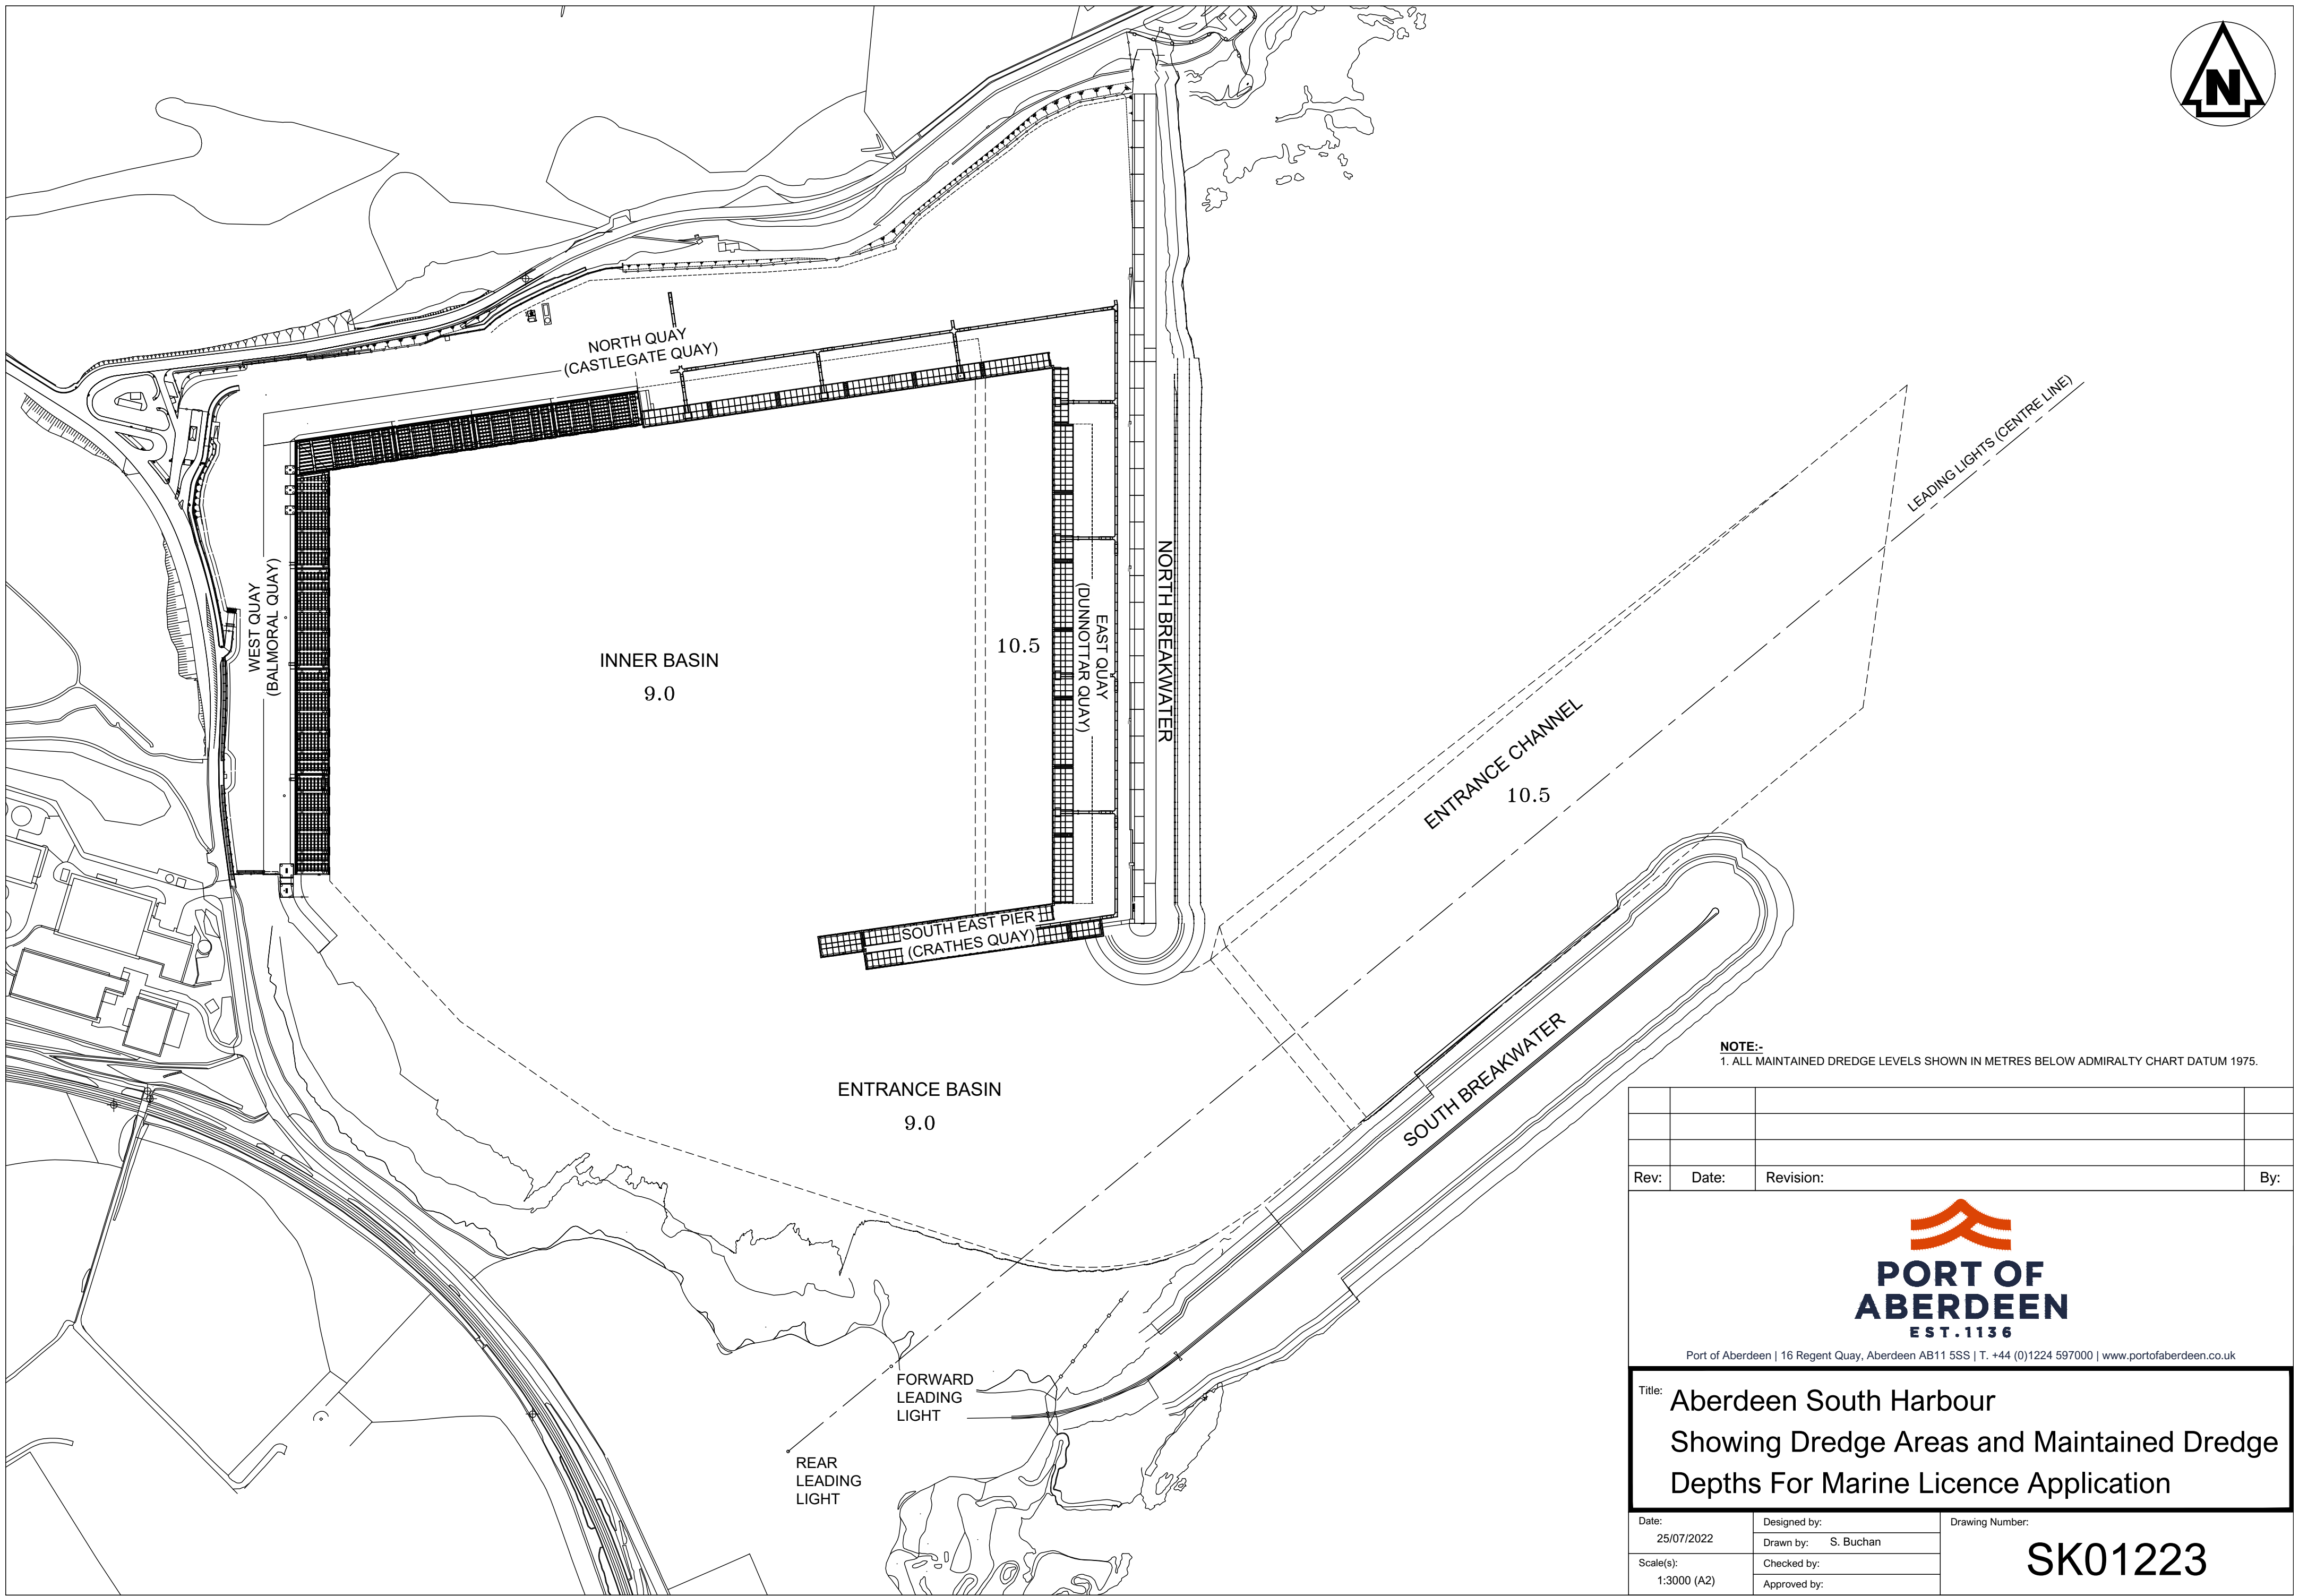 N
NORTH QUAY
(CASTLEGATE QUAY)
LEADING LIGHTS (CENTRE LINE)
WEST QUAY
(BALMORAL QUAY)
INNER BASIN
9.0
10.5
EAST QUAY
(DUNNOTTAR QUAY)
NORTH BREAKWATER
ENTRANCE CHANNEL
10.5
SOUTH EAST PIER
(CRATHES QUAY)
ENTRANCE BASIN
9.0
SOUTH BREAKWATER
FORWARD
LEADING
LIGHT
REAR
LEADING
LIGHT
NOTE:-
1. ALL MAINTAINED DREDGE LEVELS SHOWN IN METRES BELOW ADMIRALTY CHART DATUM 1975.
Rev: Date: Revision: By:
PORT OF
ABERDEEN
EST.1136
Port of Aberdeen | 16 Regent Quay, Aberdeen AB11 5SS | T. +44 (0)1224 597000 | www.portofaberdeen.co.uk
Title: Aberdeen South Harbour
Showing Dredge Areas and Maintained Dredge
Depths For Marine Licence Application
Date:
25/07/2022
Scale(s):
1:3000 (A2)
Designed by:
Drawn by: S. Buchan
Checked by:
Approved by:
Drawing Number:
SK01223